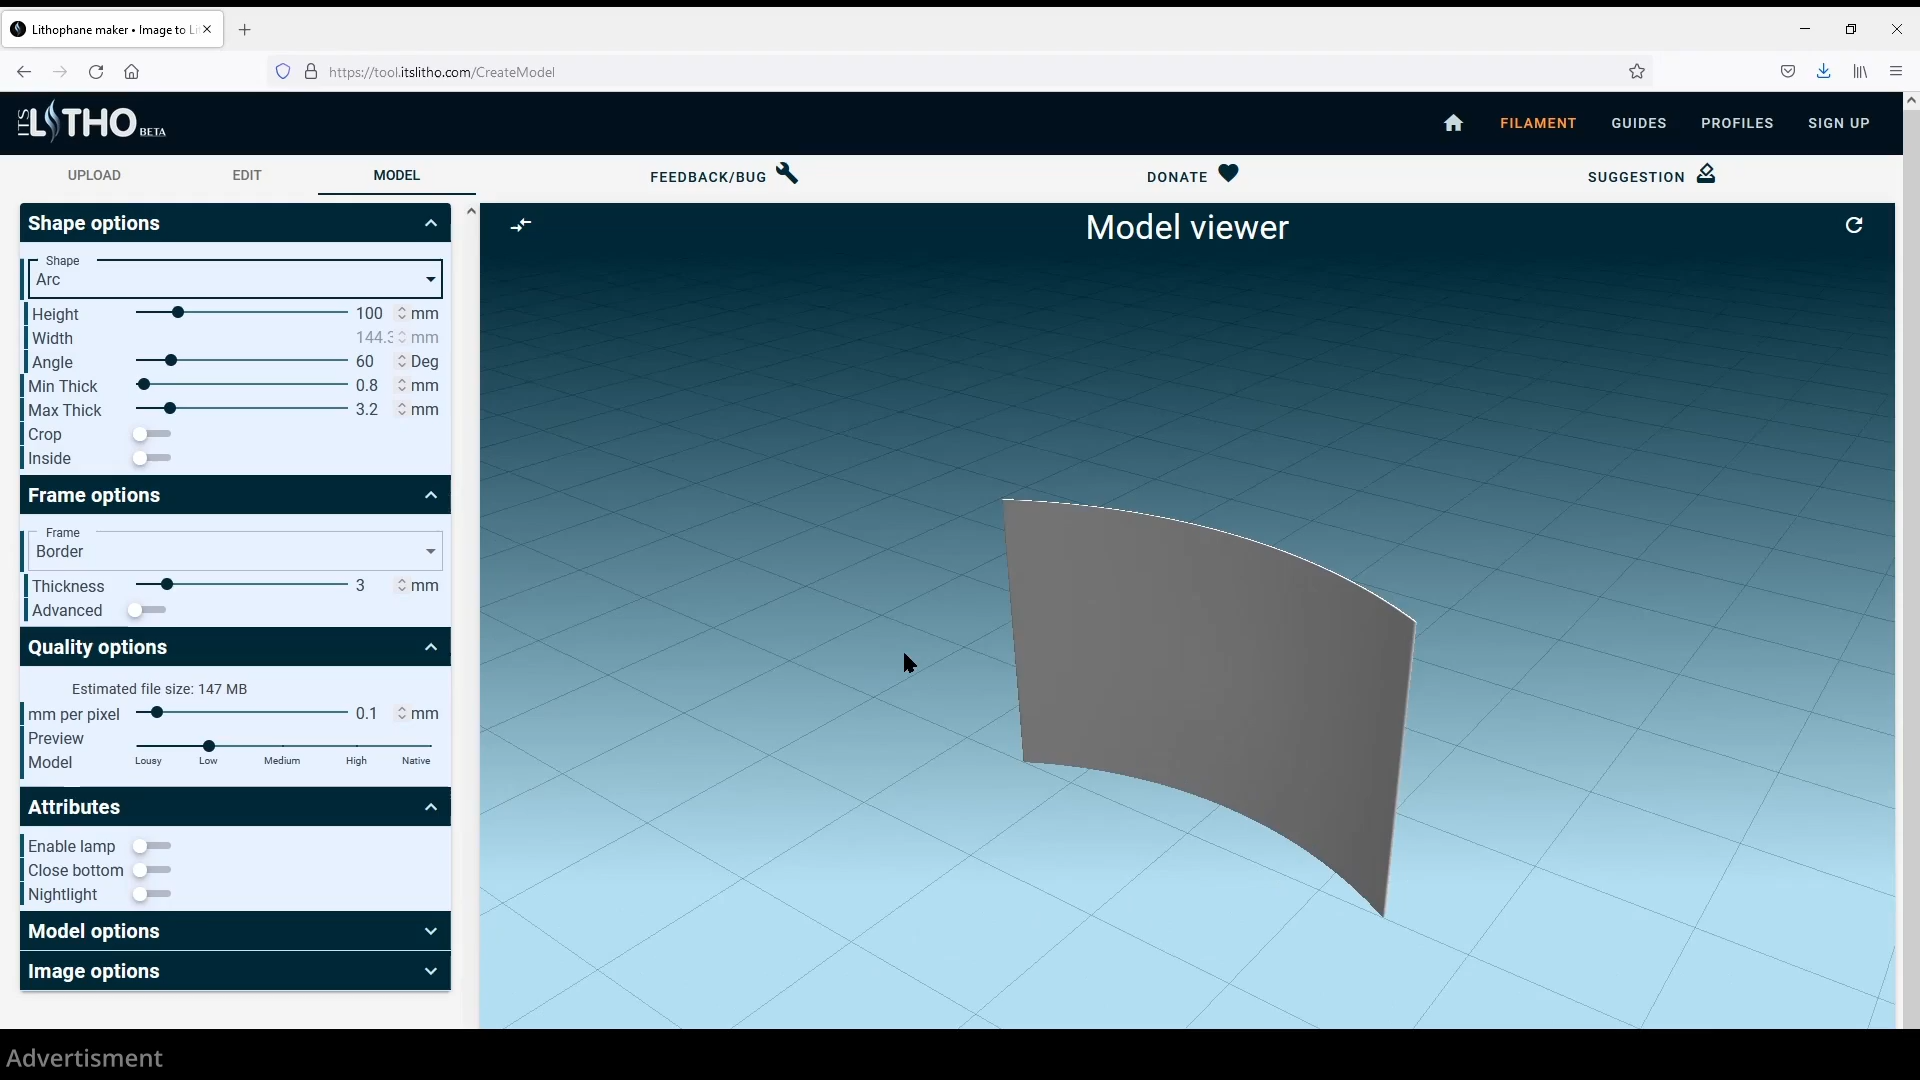 Lithophane maker • Image to Li
https://tool.itslitho.com/CreateModel
ITS LITHO BETA
FILAMENT
GUIDES
PROFILES
SIGN UP
UPLOAD
EDIT
MODEL
FEEDBACK/BUG
DONATE
SUGGESTION
Shape options
Shape
Arc
Height 100 mm
Width 144.3 mm
Angle 60 Deg
Min Thick 0.8 mm
Max Thick 3.2 mm
Crop
Inside
Frame options
Frame
Border
Thickness 3 mm
Advanced
Quality options
Estimated file size: 147 MB
mm per pixel 0.1 mm
Preview
Model
Lousy Low Medium High Native
Attributes
Enable lamp
Close bottom
Nightlight
Model options
Image options
Model viewer
Advertisment